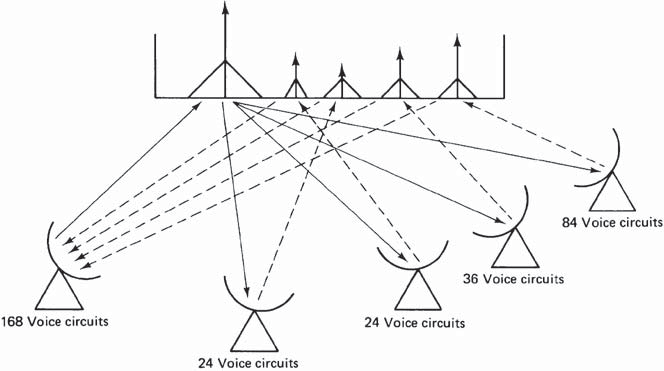 84 Voice circuits
36 Voice circuits
168 Voice circuits
24 Voice circuits
24 Voice circuits